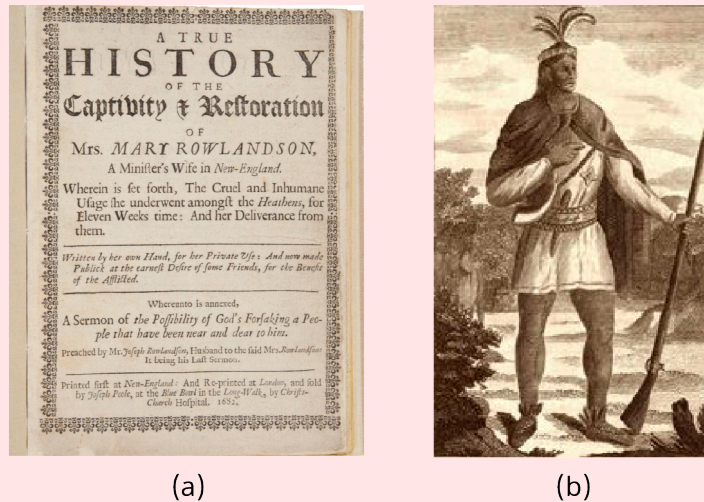 A TRUE
HISTORY
OF THE
Captivity & Restoration
OF
Mrs. MARY ROWLANDSON,
A Minister's Wife in New-England.
Wherein is set forth, The Cruel and Inhumane
Usage she underwent amongst the Heathens, for
Eleven Weeks time: And her Deliverance from
them.
Written by her own Hand, for her Private Use: And now made
Publick at the earnest Desire of some Friends, for the Benefit
of the Afflicted.
Whereunto is annexed,
A Sermon of the Possibility of God's Forsaking a Peo-
ple that have been near and dear to him.
Preached by Mr. Joseph Rowlandson, Husband to the said Mrs. Rowlandson:
It being his Last Sermon.
Printed first at New-England: And Re-printed at London, and sold
by Joseph Poole, at the Blue Bowl in the Long-Walk, by Christs-
Church Hospital. 1682.
(a)
(b)